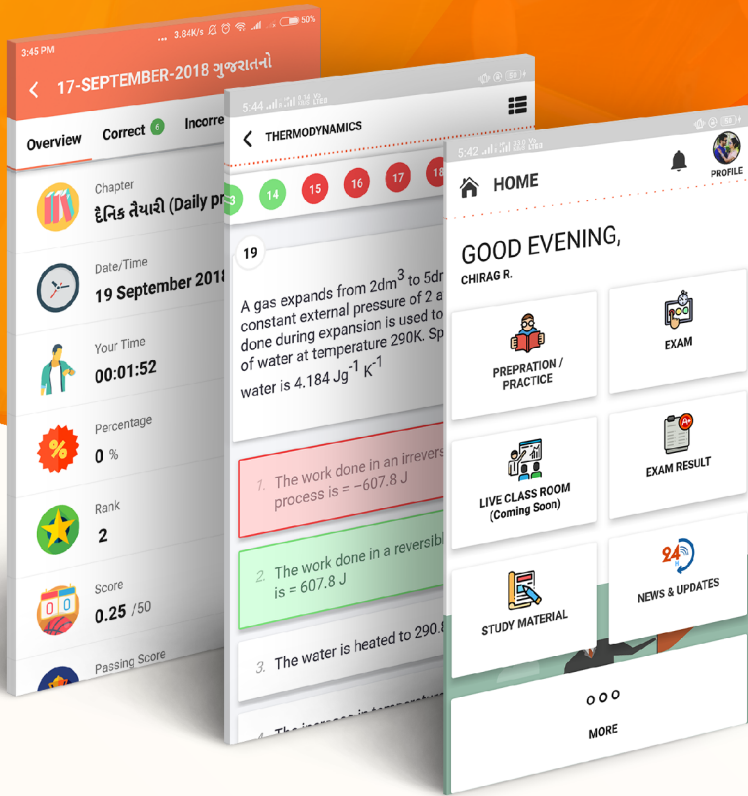 3:45 PM
... 3.84K/s
50%
17-SEPTEMBER-2018 ગુજરાતનો
Overview
Correct 6
Incorre
Chapter
દૈનિક તૈયારી (Daily pr
Date/Time
19 September 2018
Your Time
00:01:52
Percentage
0 %
Rank
2
Score
0.25 /50
Passing Score
5:44
THERMODYNAMICS
14
15
16
17
18
19
A gas expands from 2dm³ to 5dm
constant external pressure of 2 a
done during expansion is used to
of water at temperature 290K. Sp
water is 4.184 Jg⁻¹ K⁻¹
1. The work done in an irrevers
process is = −607.8 J
2. The work done in a reversibl
is = 607.8 J
3. The water is heated to 290.8
5:42
HOME
PROFILE
GOOD EVENING,
CHIRAG R.
PREPRATION /
PRACTICE
EXAM
LIVE CLASS ROOM
(Coming Soon)
EXAM RESULT
A+
STUDY MATERIAL
24
NEWS & UPDATES
MORE